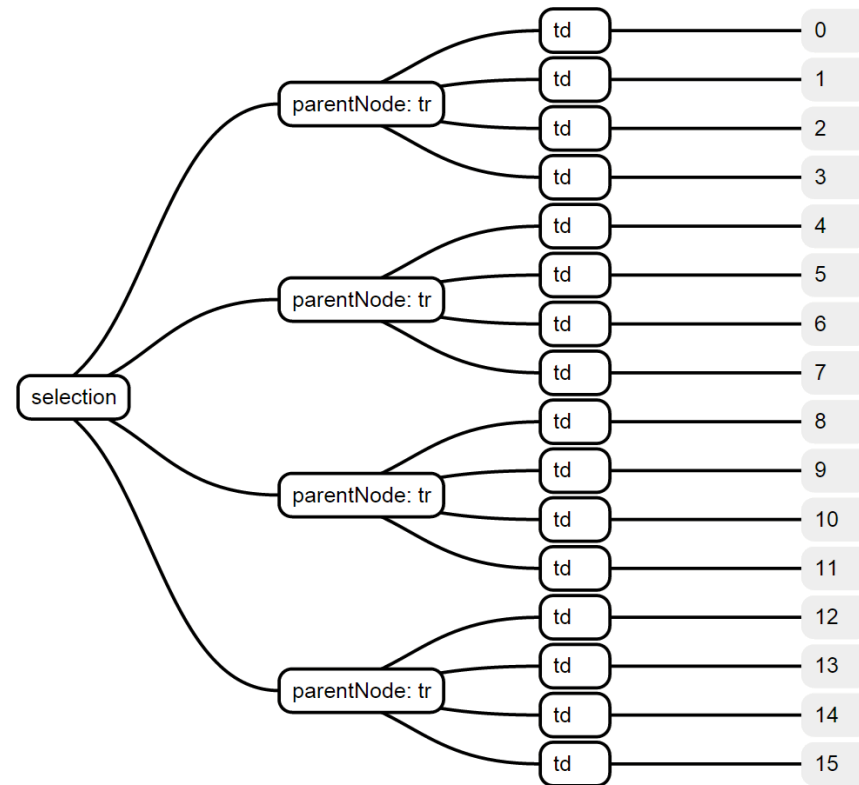 td 0
parentNode: tr td 1
td 2
td 3
td 4
parentNode: tr td 5
td 6
td 7
selection
td 8
parentNode: tr td 9
td 10
td 11
td 12
parentNode: tr td 13
td 14
td 15